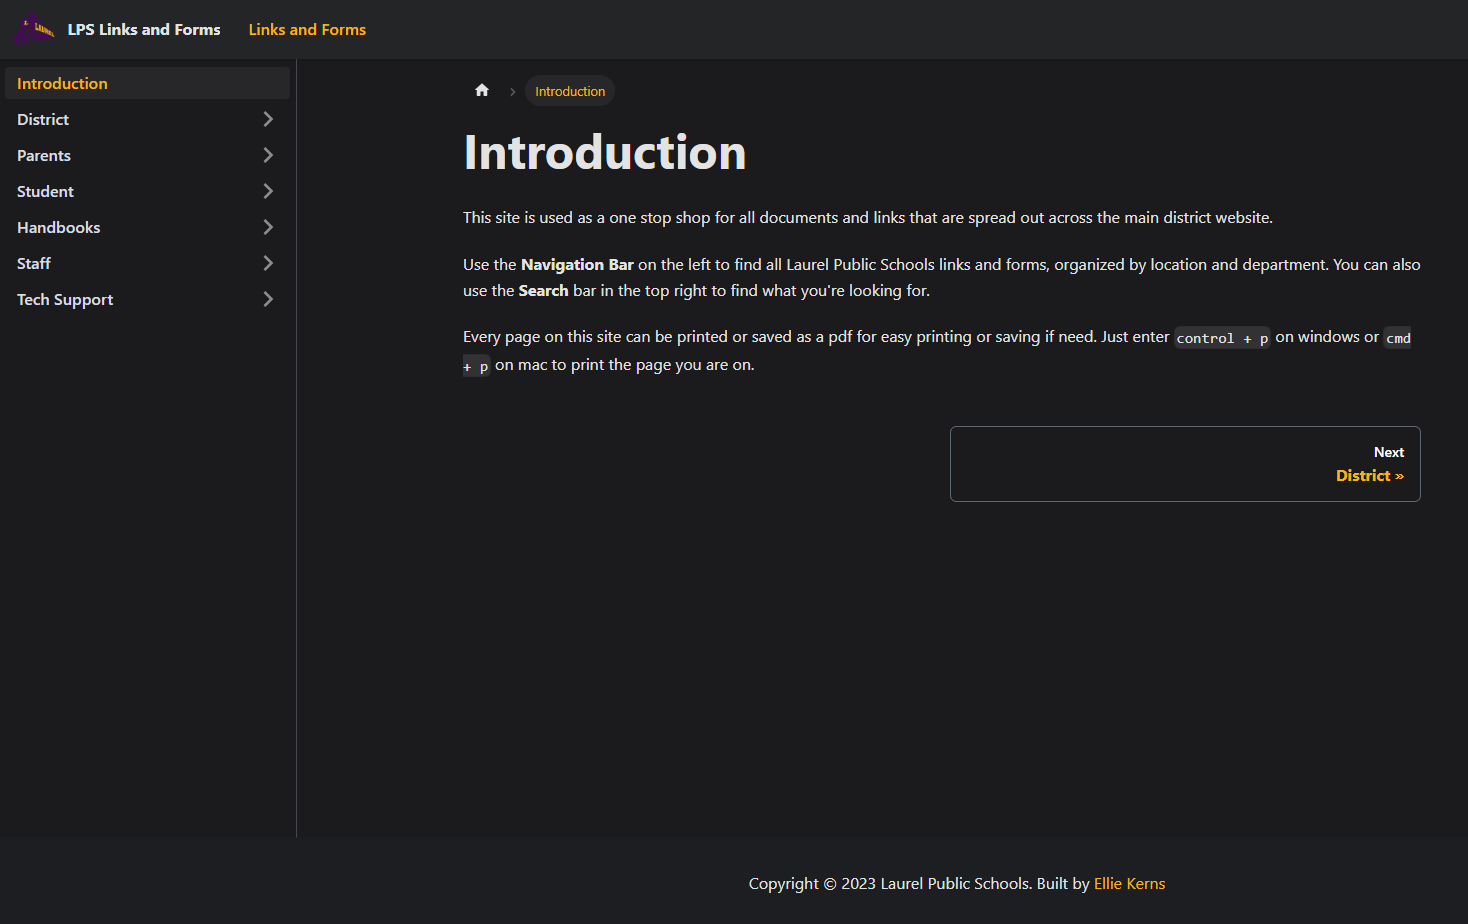 LPS Links and Forms
Links and Forms
Introduction
District
Parents
Student
Handbooks
Staff
Tech Support
Introduction
Introduction
This site is used as a one stop shop for all documents and links that are spread out across the main district website.
Use the Navigation Bar on the left to find all Laurel Public Schools links and forms, organized by location and department. You can also
use the Search bar in the top right to find what you're looking for.
Every page on this site can be printed or saved as a pdf for easy printing or saving if need. Just enter control + p on windows or cmd
+ p on mac to print the page you are on.
Next
District »
Copyright © 2023 Laurel Public Schools. Built by Ellie Kerns